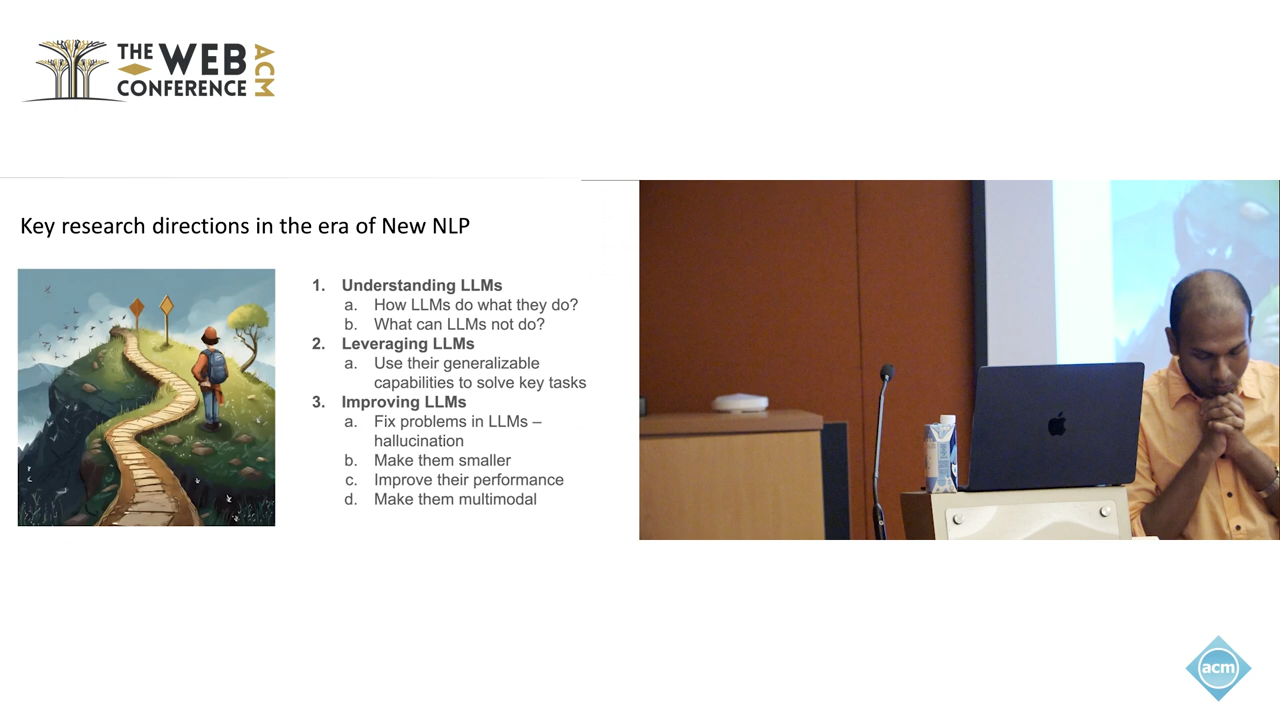 THE WEB
CONFERENCE
ACM
Key research directions in the era of New NLP
1. Understanding LLMs
a. How LLMs do what they do?
b. What can LLMs not do?
2. Leveraging LLMs
a. Use their generalizable
capabilities to solve key tasks
3. Improving LLMs
a. Fix problems in LLMs –
hallucination
b. Make them smaller
c. Improve their performance
d. Make them multimodal
acm